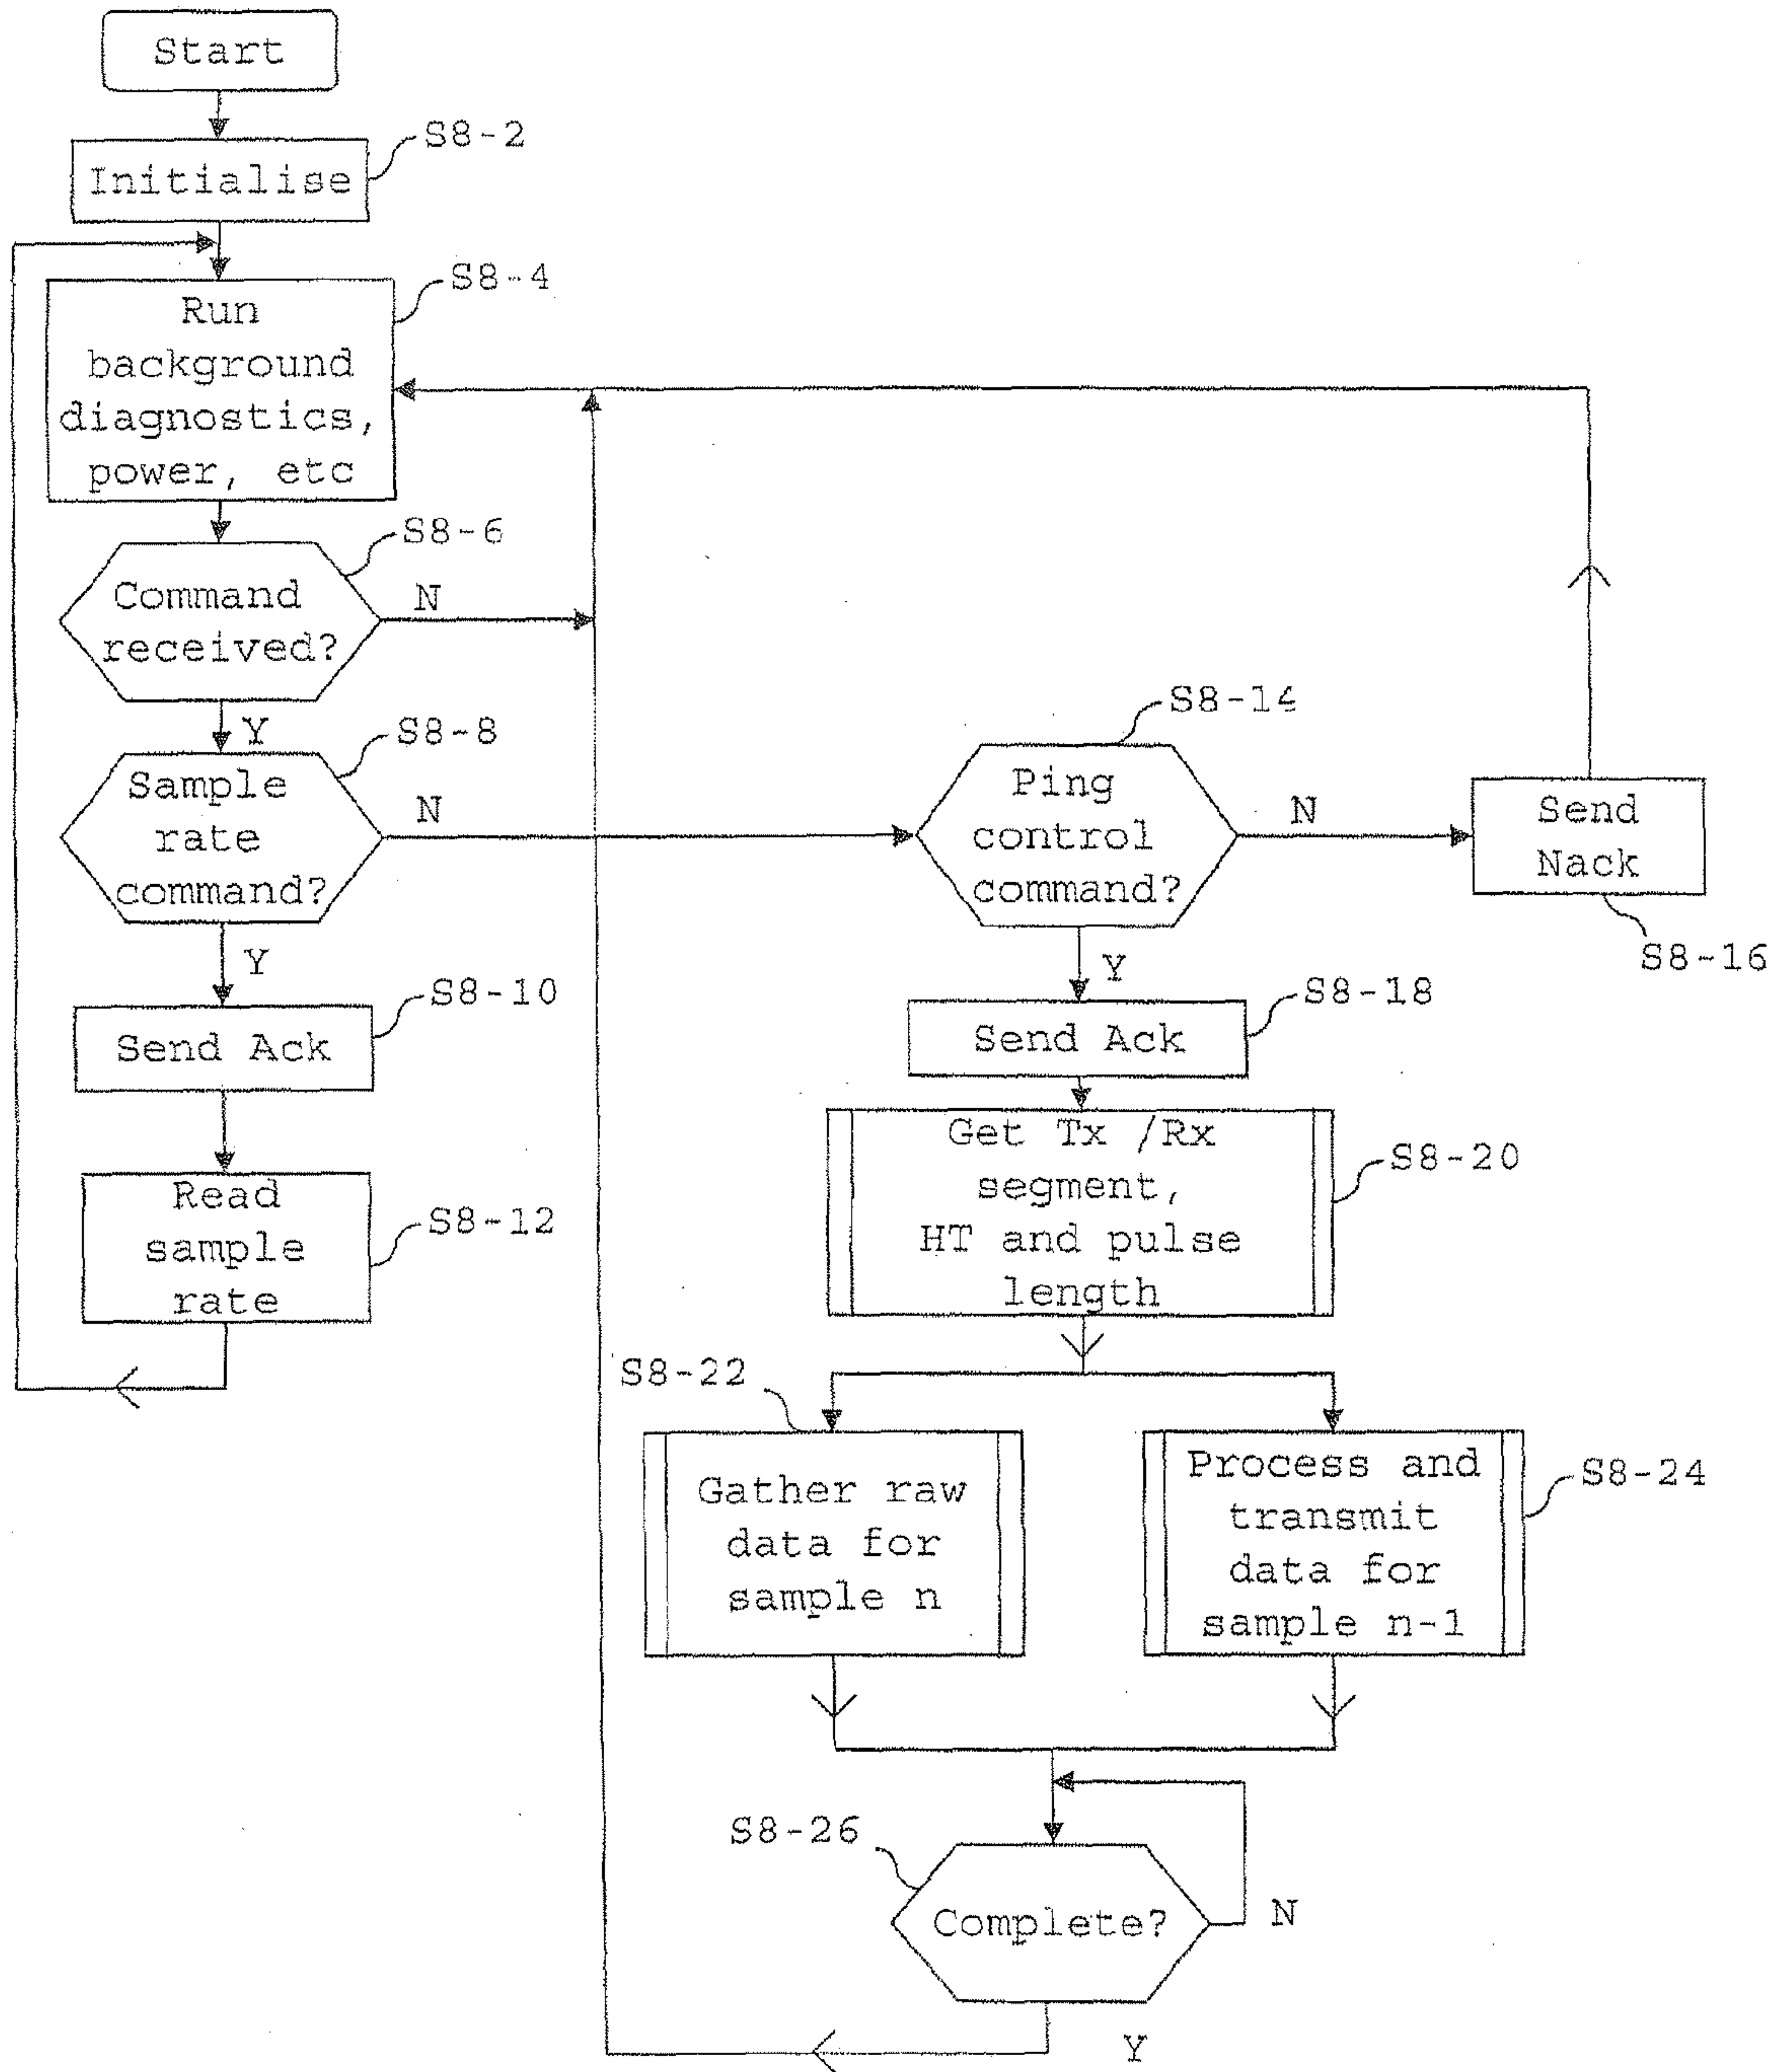 Start
S8-2
Initialise
S8-4
Run
background
diagnostics,
power, etc
S8-6
Command
received?
N
Y
S8-8
Sample
rate
command?
N
Y
S8-10
Send Ack
S8-12
Read
sample
rate
S8-14
Ping
control
command?
N
Send
Nack
S8-16
Y
S8-18
Send Ack
Get Tx /Rx
segment,
HT and pulse
length
S8-20
S8-22
Gather raw
data for
sample n
Process and
transmit
data for
sample n-1
S8-24
S8-26
Complete?
N
Y